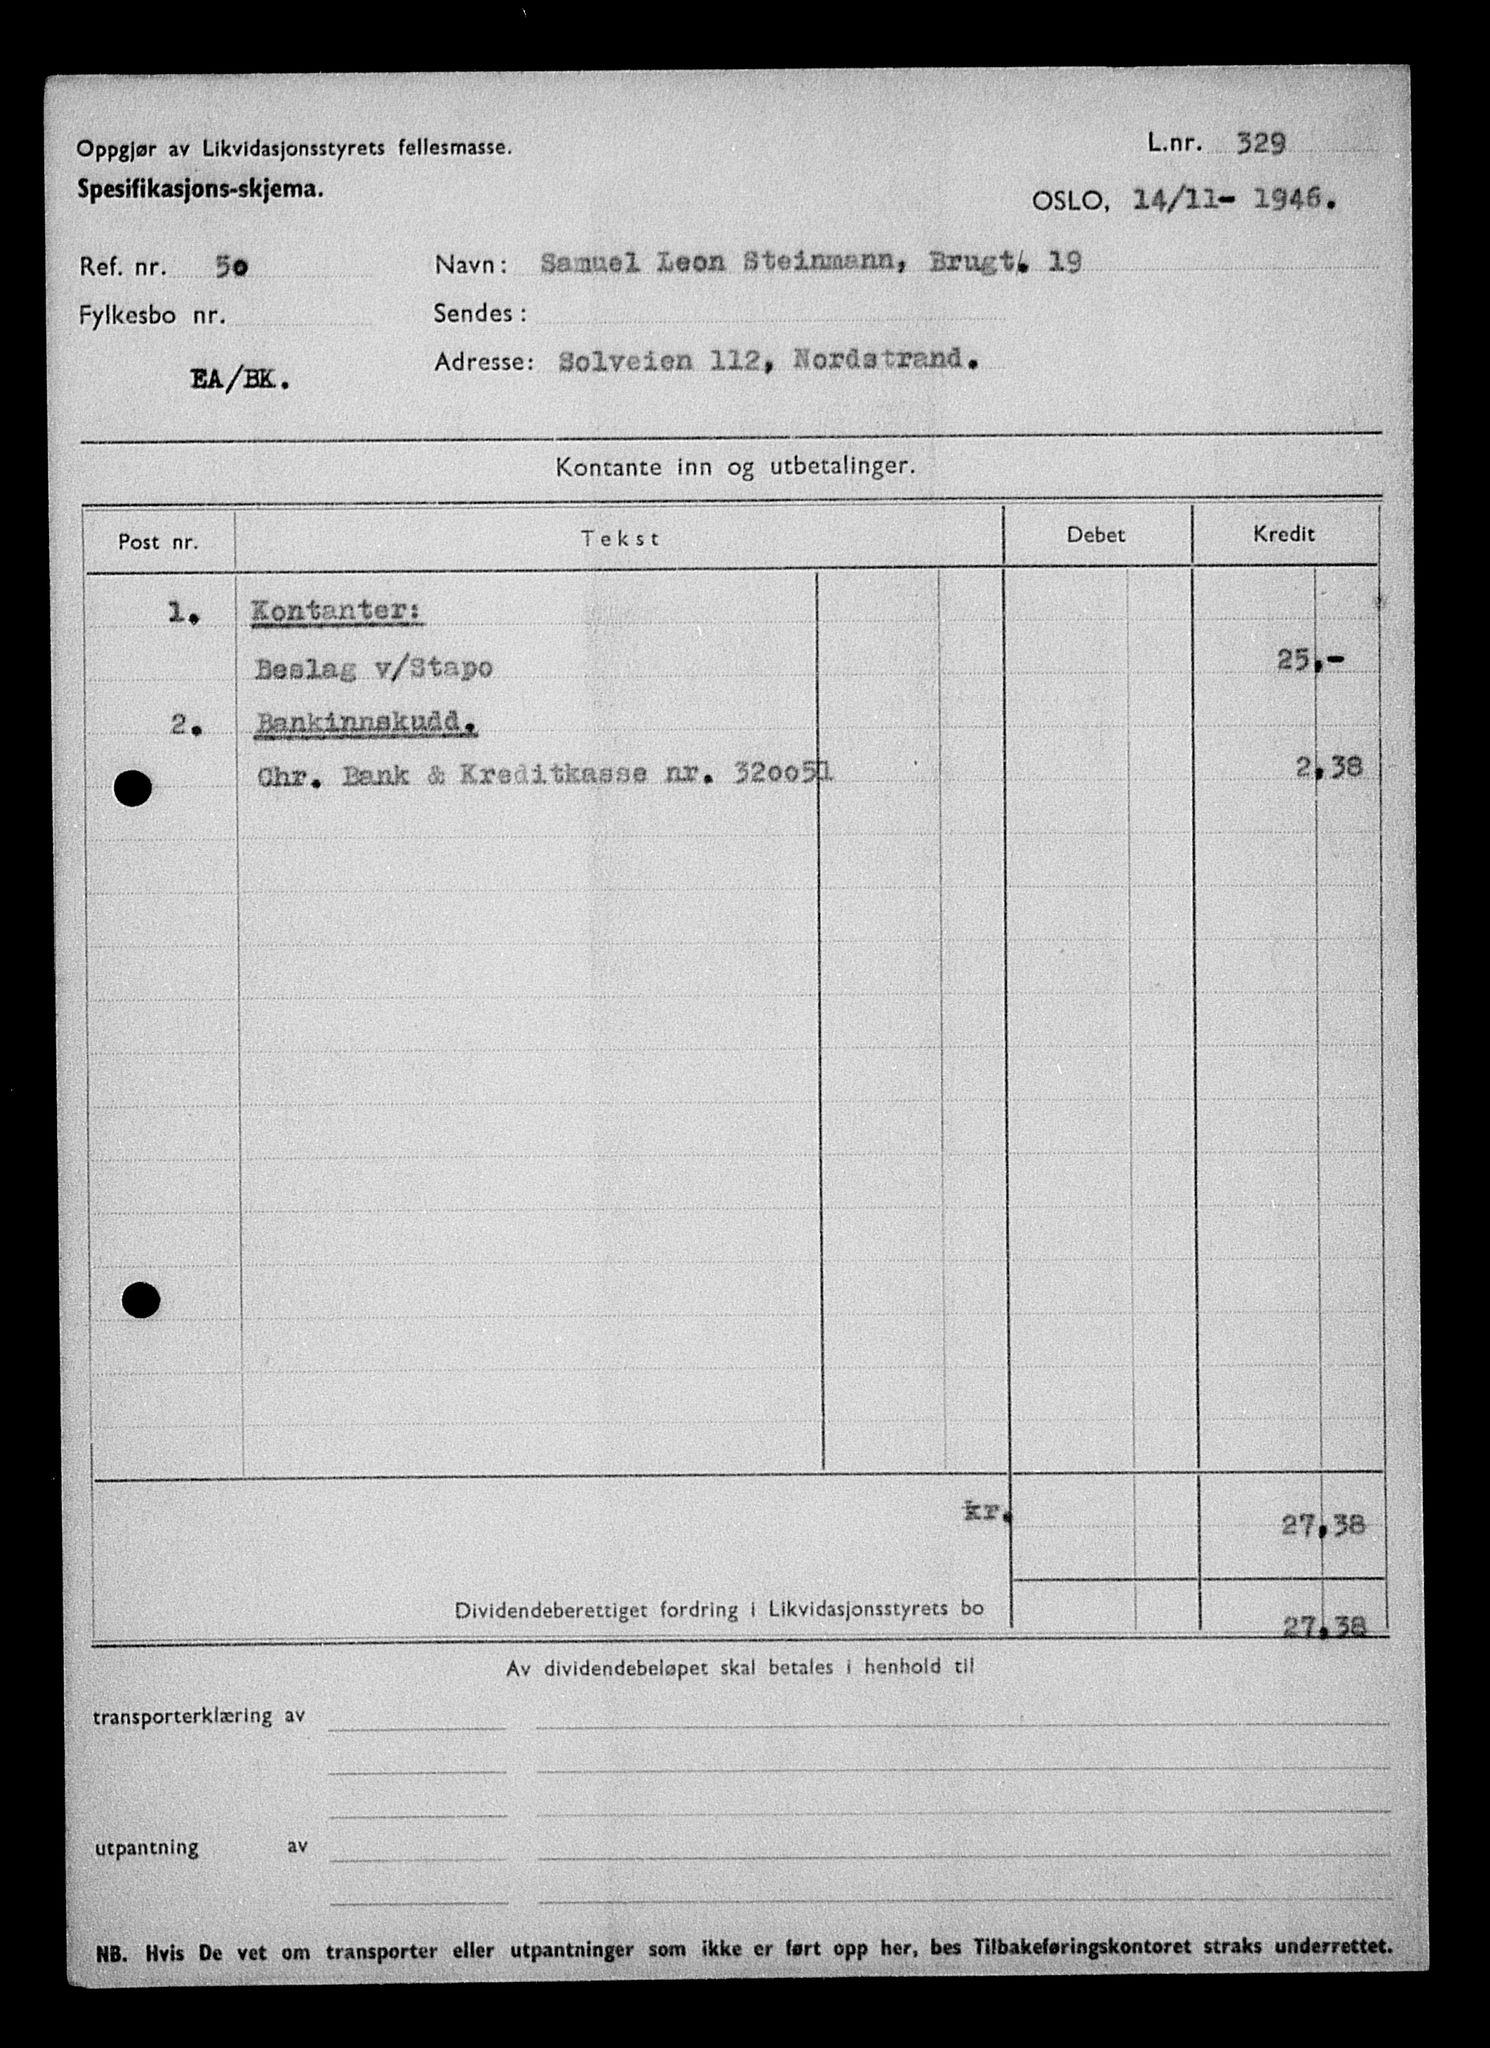 Oppgjør av Likvidasjonsstyrets fellesmasse.
L.nr. 329
Spesifikasjons-skjema.
OSLO, 14/11- 1946.
Ref. nr. 50
Navn: Samuel Leon Steinmann, Brugt. 19
Fylkesbo nr.
Sendes:
EA/BK.
Adresse: Solveien 112, Nordstrand.
Kontante inn og utbetalinger.
Post nr. Tekst Debet Kredit
1. Kontanter:
Beslag v/Stapo 25.-
2. Bankinnskudd.
Chr. Bank & Kreditkasse nr. 320051 2.38
kr. 27.38
Dividendeberettiget fordring i Likvidasjonsstyrets bo 27.38
Av dividendebeløpet skal betales i henhold til
transporterklæring av
utpantning av
NB. Hvis De vet om transporter eller utpantninger som ikke er ført opp her, bes Tilbakeføringskontoret straks underrettet.